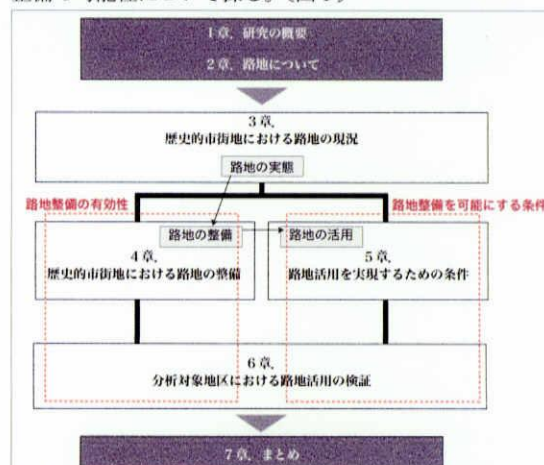 1章，研究の概要
2章，路地について
3章，
歴史的市街地における路地の現況
路地の実態
路地整備の有効性
路地整備を可能にする条件
路地の整備
路地の活用
4章，
歴史的市街地における路地の整備
5章，
路地活用を実現するための条件
6章，
分析対象地区における路地活用の検証
7章，まとめ